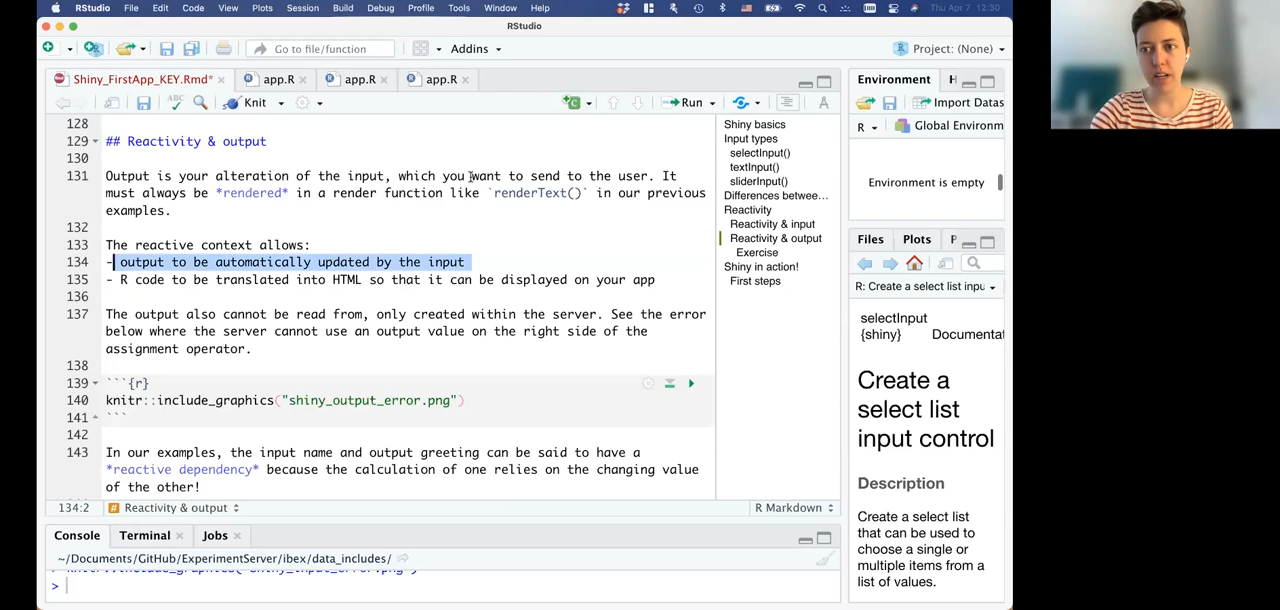 RStudio File Edit Code View Plots Session Build Debug Profile Tools Window Help Thu Apr 7 12:30
RStudio
Go to file/function Addins Project: (None)
Shiny_FirstApp_KEY.Rmd* app.R app.R app.R
Knit Run
128
129 ## Reactivity & output
130
131 Output is your alteration of the input, which you want to send to the user. It
must always be *rendered* in a render function like `renderText()` in our previous
examples.
132
133 The reactive context allows:
134 - output to be automatically updated by the input
135 - R code to be translated into HTML so that it can be displayed on your app
136
137 The output also cannot be read from, only created within the server. See the error
below where the server cannot use an output value on the right side of the
assignment operator.
138
139 ```{r}
140 knitr::include_graphics("shiny_output_error.png")
141 ```
142
143 In our examples, the input name and output greeting can be said to have a
*reactive dependency* because the calculation of one relies on the changing value
of the other!
134:2 # Reactivity & output R Markdown
Shiny basics
Input types
selectInput()
textInput()
sliderInput()
Differences betwee...
Reactivity
Reactivity & input
Reactivity & output
Exercise
Shiny in action!
First steps
Console Terminal Jobs
~/Documents/GitHub/ExperimentServer/ibex/data_includes/
> knitr::include_graphics("shiny_input_error.png")
>
Environment H
Import Datas
R Global Environm
Environment is empty
Files Plots P
R: Create a select list inpu
selectInput
{shiny} Documentat
Create a
select list
input control
Description
Create a select list
that can be used to
choose a single or
multiple items from a
list of values.